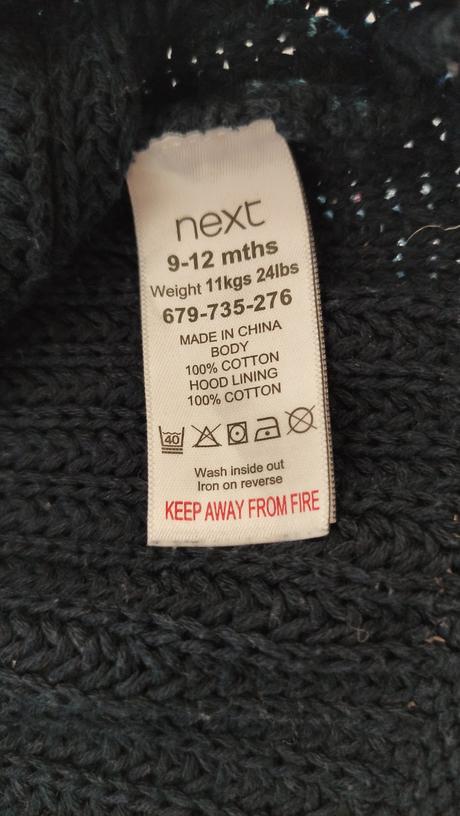 next
9-12 mths
Weight 11kgs 24lbs
679-735-276
MADE IN CHINA
BODY
100% COTTON
HOOD LINING
100% COTTON
40
Wash inside out
Iron on reverse
KEEP AWAY FROM FIRE